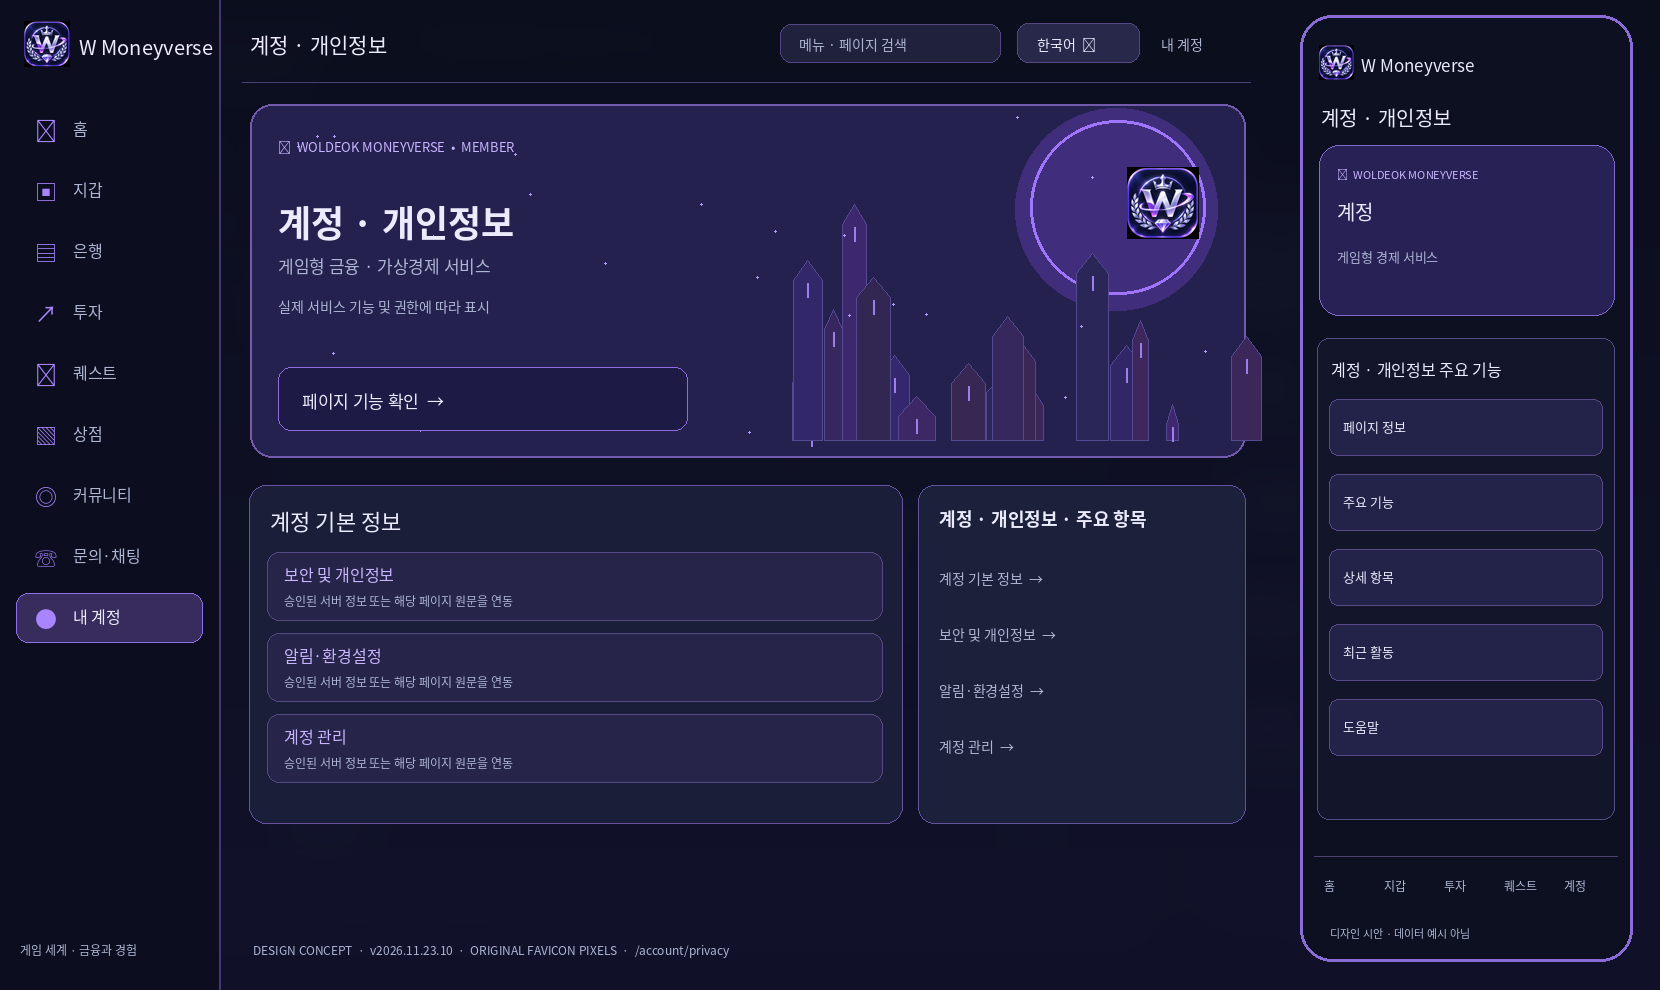 W Moneyverse
홈
지갑
은행
투자
퀘스트
상점
커뮤니티
문의·채팅
내 계정
게임 세계 · 금융과 경험
계정 · 개인정보
메뉴 · 페이지 검색
한국어
내 계정
WOLDEOK MONEYVERSE • MEMBER
계정 · 개인정보
게임형 금융 · 가상경제 서비스
실제 서비스 기능 및 권한에 따라 표시
페이지 기능 확인 →
W
계정 기본 정보
보안 및 개인정보
승인된 서버 정보 또는 해당 페이지 원문을 연동
알림·환경설정
승인된 서버 정보 또는 해당 페이지 원문을 연동
계정 관리
승인된 서버 정보 또는 해당 페이지 원문을 연동
계정 · 개인정보 · 주요 항목
계정 기본 정보 →
보안 및 개인정보 →
알림·환경설정 →
계정 관리 →
DESIGN CONCEPT · v2026.11.23.10 · ORIGINAL FAVICON PIXELS · /account/privacy
W Moneyverse
계정 · 개인정보
WOLDEOK MONEYVERSE
계정
게임형 경제 서비스
계정 · 개인정보 주요 기능
페이지 정보
주요 기능
상세 항목
최근 활동
도움말
홈 지갑 투자 퀘스트 계정
디자인 시안 · 데이터 예시 아님